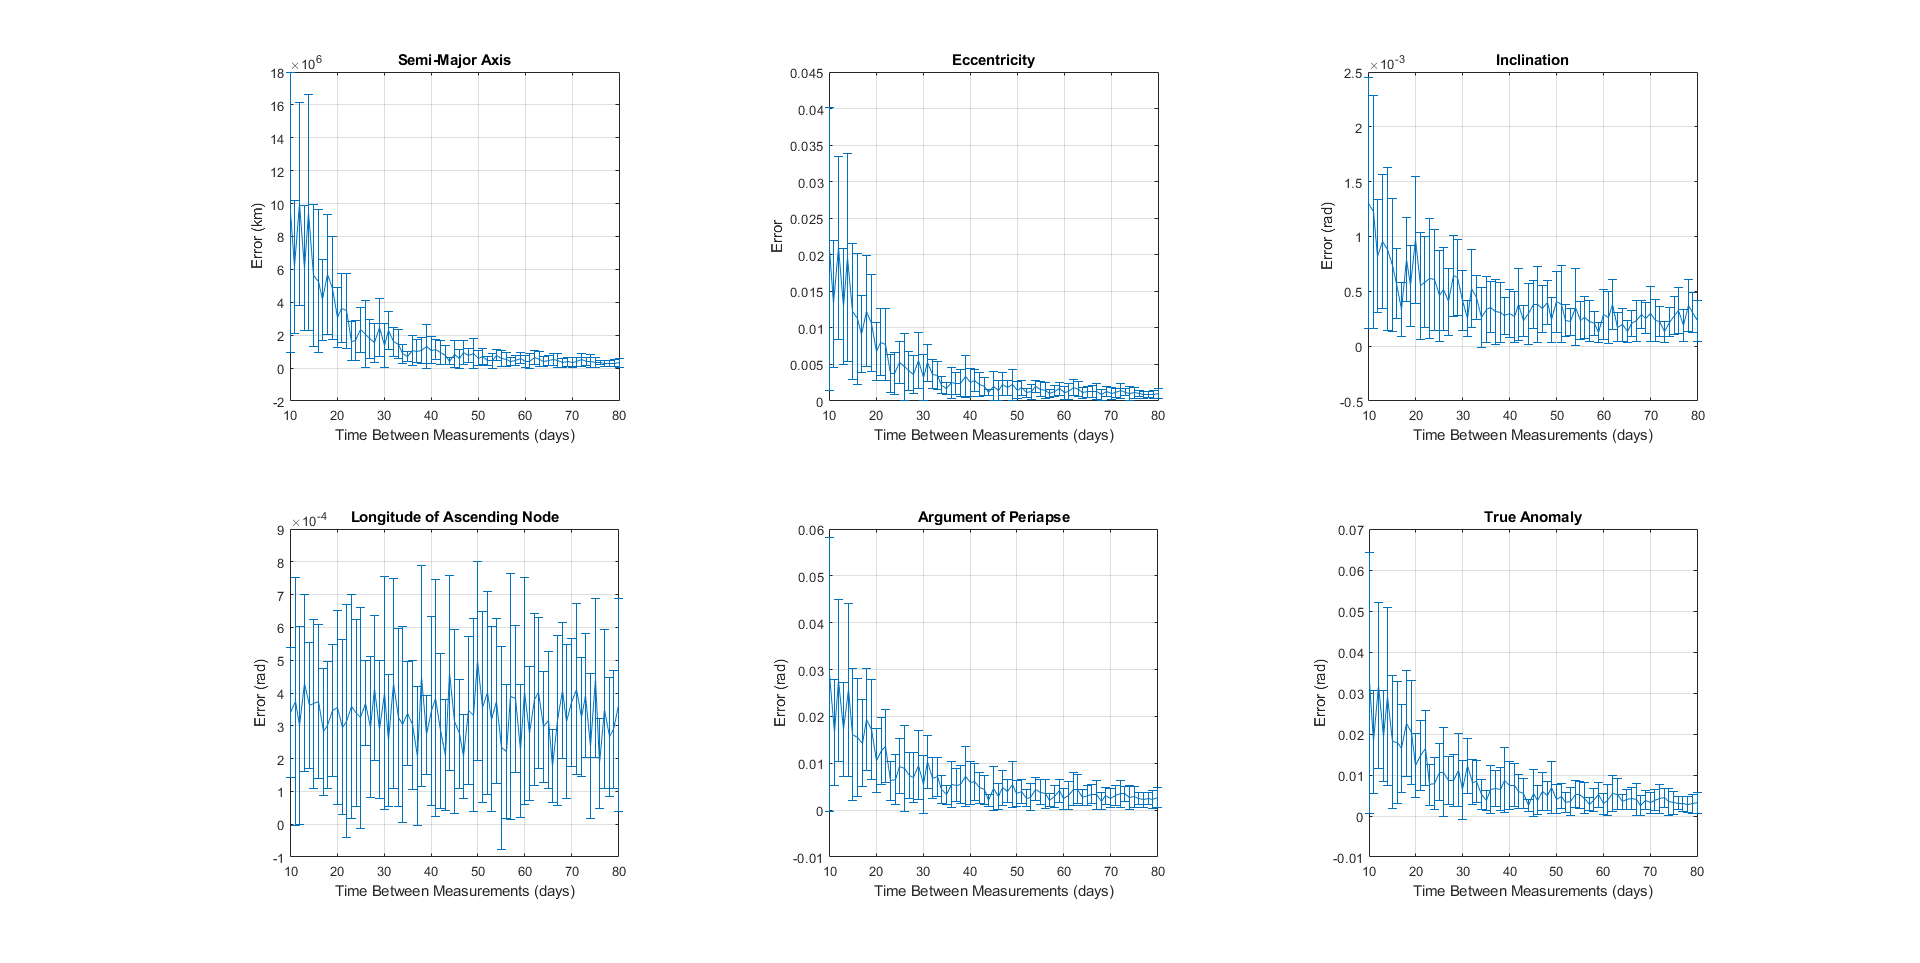 Semi-Major Axis
×10^6
18
16
14
12
10
8
6
4
2
0
-2
Error (km)
10 20 30 40 50 60 70 80
Time Between Measurements (days)
Eccentricity
0.045
0.04
0.035
0.03
0.025
0.02
0.015
0.01
0.005
0
Error
10 20 30 40 50 60 70 80
Time Between Measurements (days)
Inclination
×10^-3
2.5
2
1.5
1
0.5
0
-0.5
Error (rad)
10 20 30 40 50 60 70 80
Time Between Measurements (days)
Longitude of Ascending Node
×10^-4
9
8
7
6
5
4
3
2
1
0
-1
Error (rad)
10 20 30 40 50 60 70 80
Time Between Measurements (days)
Argument of Periapse
0.06
0.05
0.04
0.03
0.02
0.01
0
-0.01
Error (rad)
10 20 30 40 50 60 70 80
Time Between Measurements (days)
True Anomaly
0.07
0.06
0.05
0.04
0.03
0.02
0.01
0
-0.01
Error (rad)
10 20 30 40 50 60 70 80
Time Between Measurements (days)